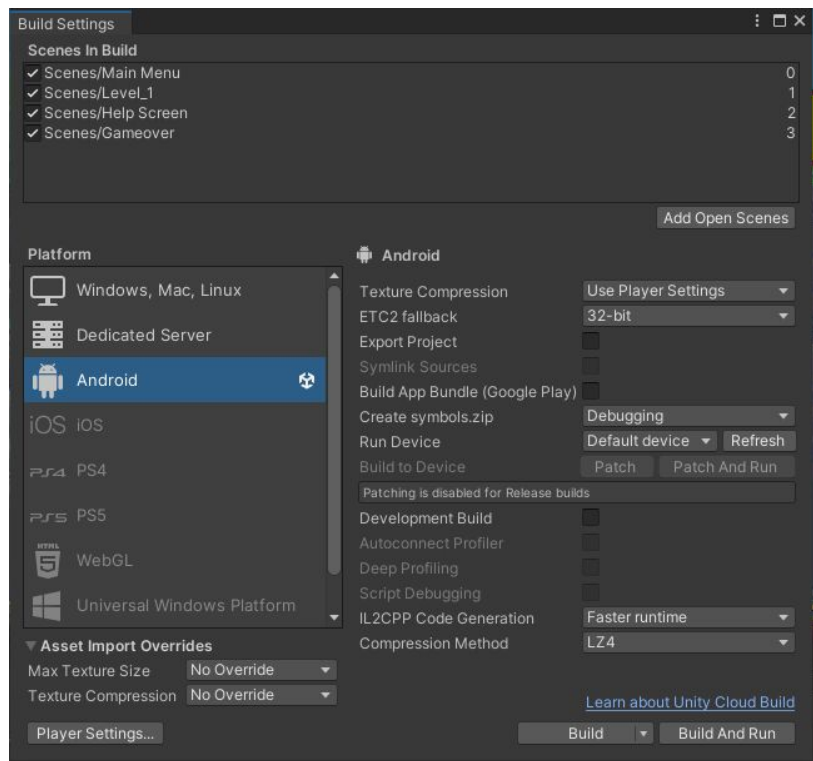 Build Settings
Scenes In Build
Scenes/Main Menu 0
Scenes/Level_1 1
Scenes/Help Screen 2
Scenes/Gameover 3
Add Open Scenes
Platform
Windows, Mac, Linux
Dedicated Server
Android
iOS iOS
PS4 PS4
PS5 PS5
HTML 5 WebGL
Universal Windows Platform
Asset Import Overrides
Max Texture Size No Override
Texture Compression No Override
Player Settings...
Android
Texture Compression Use Player Settings
ETC2 fallback 32-bit
Export Project
Symlink Sources
Build App Bundle (Google Play)
Create symbols.zip Debugging
Run Device Default device Refresh
Build to Device Patch Patch And Run
Patching is disabled for Release builds
Development Build
Autoconnect Profiler
Deep Profiling
Script Debugging
IL2CPP Code Generation Faster runtime
Compression Method LZ4
Learn about Unity Cloud Build
Build Build And Run